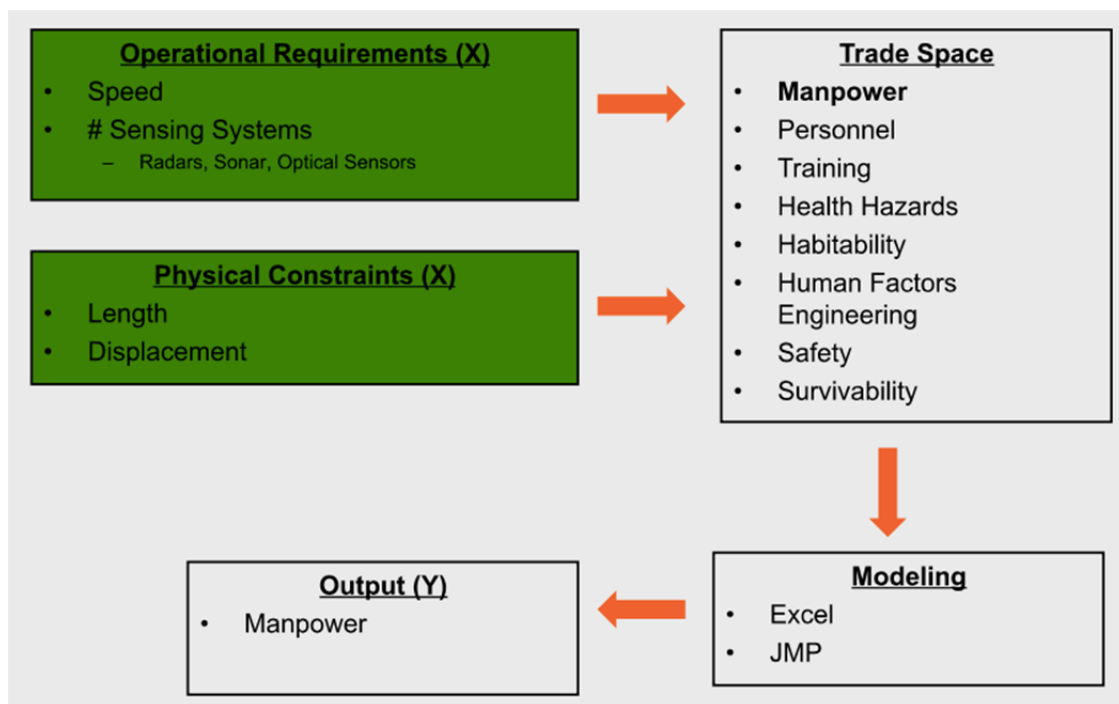 Operational Requirements (X)
• Speed
• # Sensing Systems
– Radars, Sonar, Optical Sensors
Physical Constraints (X)
• Length
• Displacement
Trade Space
• Manpower
• Personnel
• Training
• Health Hazards
• Habitability
• Human Factors
Engineering
• Safety
• Survivability
Modeling
• Excel
• JMP
Output (Y)
• Manpower